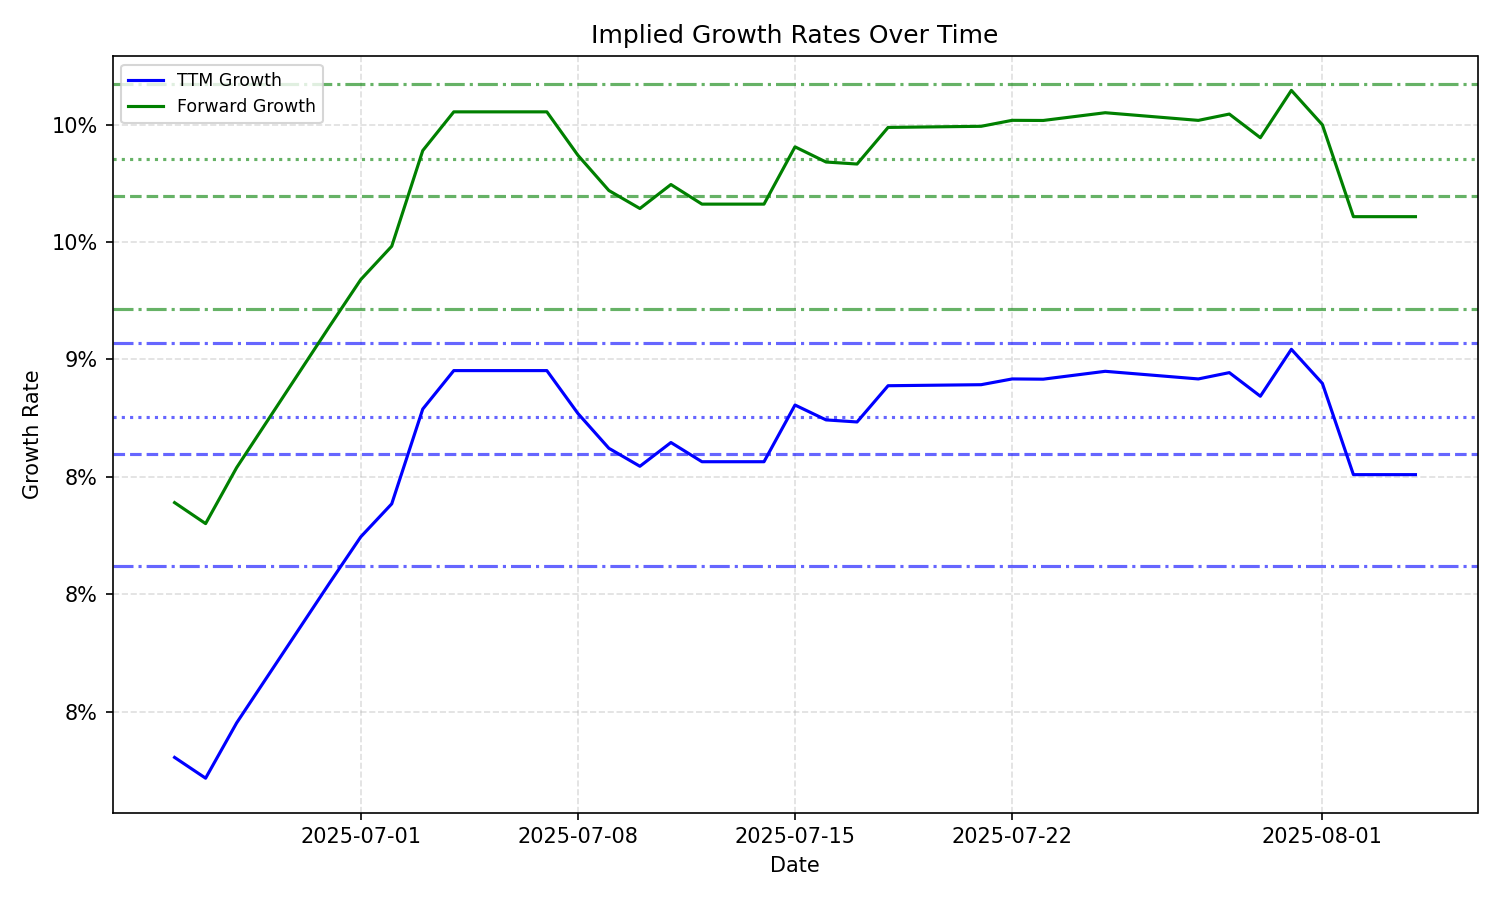 Implied Growth Rates Over Time
TTM Growth
Forward Growth
10%
10%
9%
8%
8%
8%
Growth Rate
2025-07-01
2025-07-08
2025-07-15
2025-07-22
2025-08-01
Date